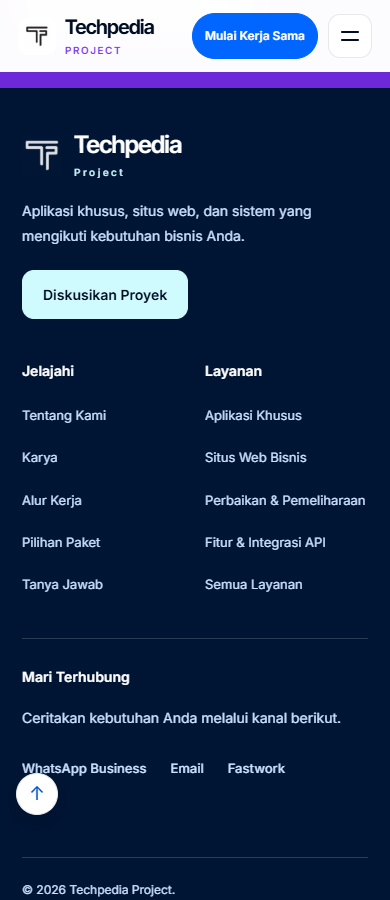 Techpedia
PROJECT
Mulai Kerja Sama
Techpedia
Project
Aplikasi khusus, situs web, dan sistem yang
mengikuti kebutuhan bisnis Anda.
Diskusikan Proyek
Jelajahi
Tentang Kami
Karya
Alur Kerja
Pilihan Paket
Tanya Jawab
Layanan
Aplikasi Khusus
Situs Web Bisnis
Perbaikan & Pemeliharaan
Fitur & Integrasi API
Semua Layanan
Mari Terhubung
Ceritakan kebutuhan Anda melalui kanal berikut.
WhatsApp Business Email Fastwork
© 2026 Techpedia Project.